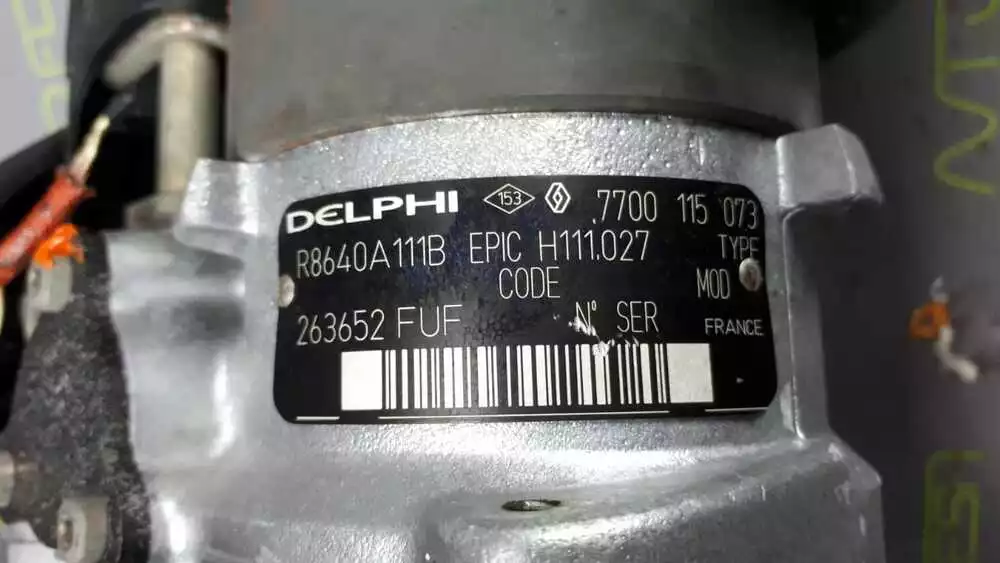 DELPHI 153 7700 115 073
R8640A111B EPIC H111.027 TYPE
CODE MOD
263652 FUF N° SER FRANCE